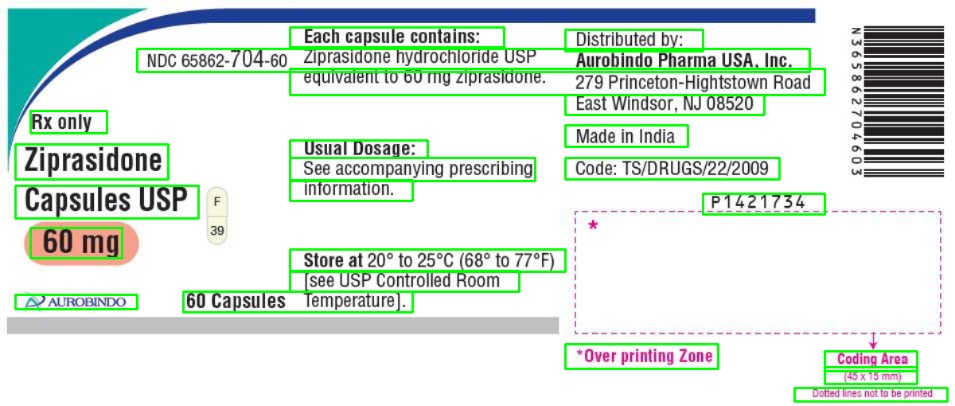 NDC 65862-704-60
Rx only
Ziprasidone
Capsules USP
60 mg
F
39
AUROBINDO
60 Capsules
Each capsule contains:
Ziprasidone hydrochloride USP
equivalent to 60 mg ziprasidone.
Usual Dosage:
See accompanying prescribing
information.
Store at 20° to 25°C (68° to 77°F)
[see USP Controlled Room
Temperature].
Distributed by:
Aurobindo Pharma USA, Inc.
279 Princeton-Hightstown Road
East Windsor, NJ 08520
Made in India
Code: TS/DRUGS/22/2009
P1421734
*
*Over printing Zone
Coding Area
(45 x 15 mm)
Dotted lines not to be printed
N365862704603